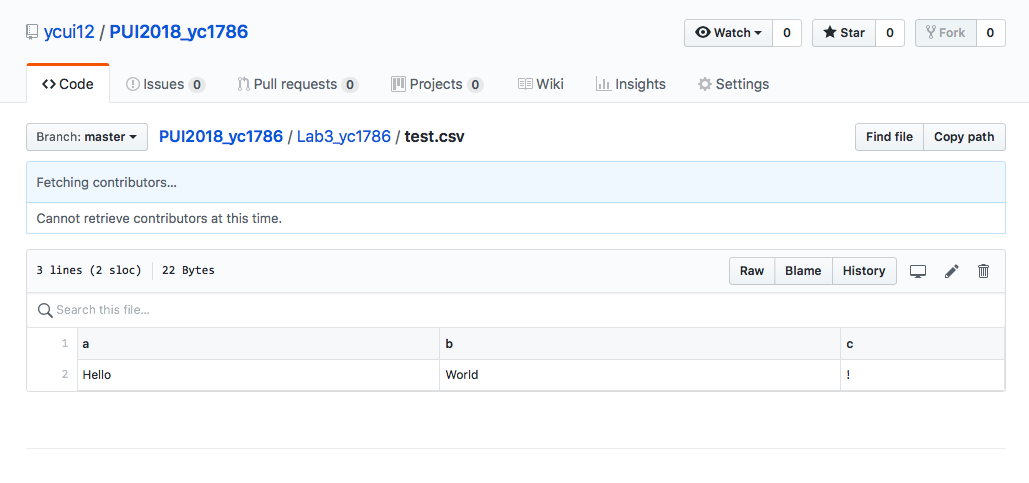 ycui12 / PUI2018_yc1786 Watch 0 Star 0 Fork 0
Code Issues 0 Pull requests 0 Projects 0 Wiki Insights Settings
Branch: master PUI2018_yc1786 / Lab3_yc1786 / test.csv Find file Copy path
Fetching contributors...
Cannot retrieve contributors at this time.
3 lines (2 sloc) 22 Bytes Raw Blame History
Search this file...
1 a b c
2 Hello World !